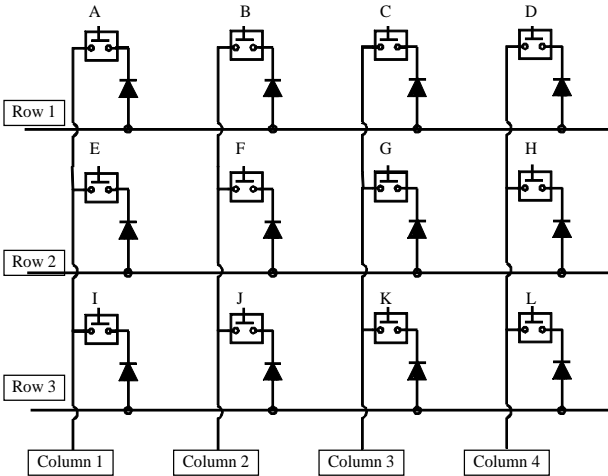 A B C D
Row 1
E F G H
Row 2
I J K L
Row 3
Column 1 Column 2 Column 3 Column 4